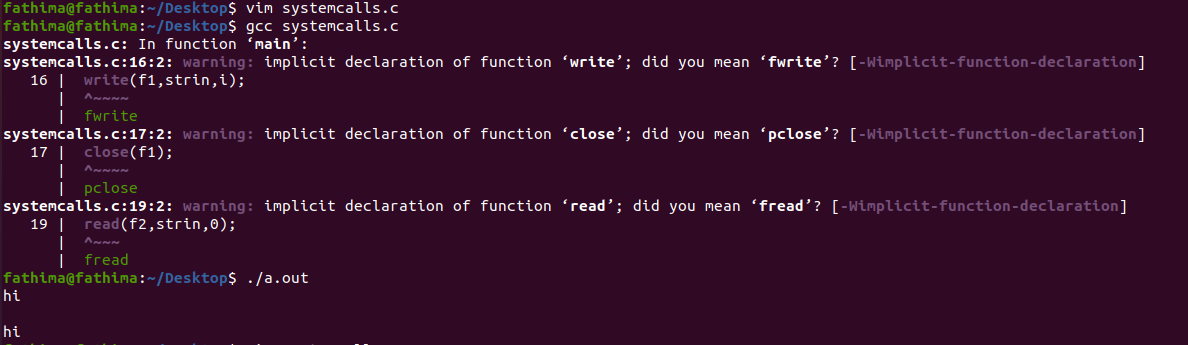 fathima@fathima:~/Desktop$ vim systemcalls.c
fathima@fathima:~/Desktop$ gcc systemcalls.c
systemcalls.c: In function ‘main’:
systemcalls.c:16:2: warning: implicit declaration of function ‘write’; did you mean ‘fwrite’? [-Wimplicit-function-declaration]
   16 |  write(f1,strin,i);
      |  ^~~~~
      |  fwrite
systemcalls.c:17:2: warning: implicit declaration of function ‘close’; did you mean ‘pclose’? [-Wimplicit-function-declaration]
   17 |  close(f1);
      |  ^~~~~
      |  pclose
systemcalls.c:19:2: warning: implicit declaration of function ‘read’; did you mean ‘fread’? [-Wimplicit-function-declaration]
   19 |  read(f2,strin,0);
      |  ^~~~
      |  fread
fathima@fathima:~/Desktop$ ./a.out
hi
hi